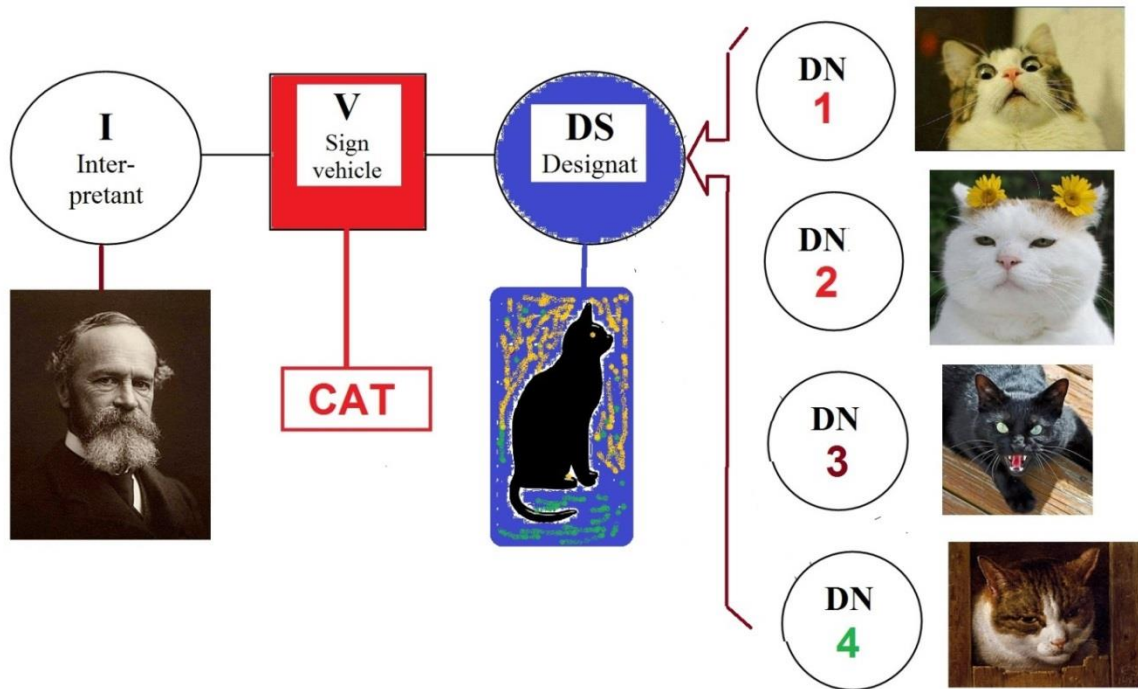 I
Inter-
pretant
V
Sign
vehicle
DS
Designat
CAT
DN
1
DN
2
DN
3
DN
4